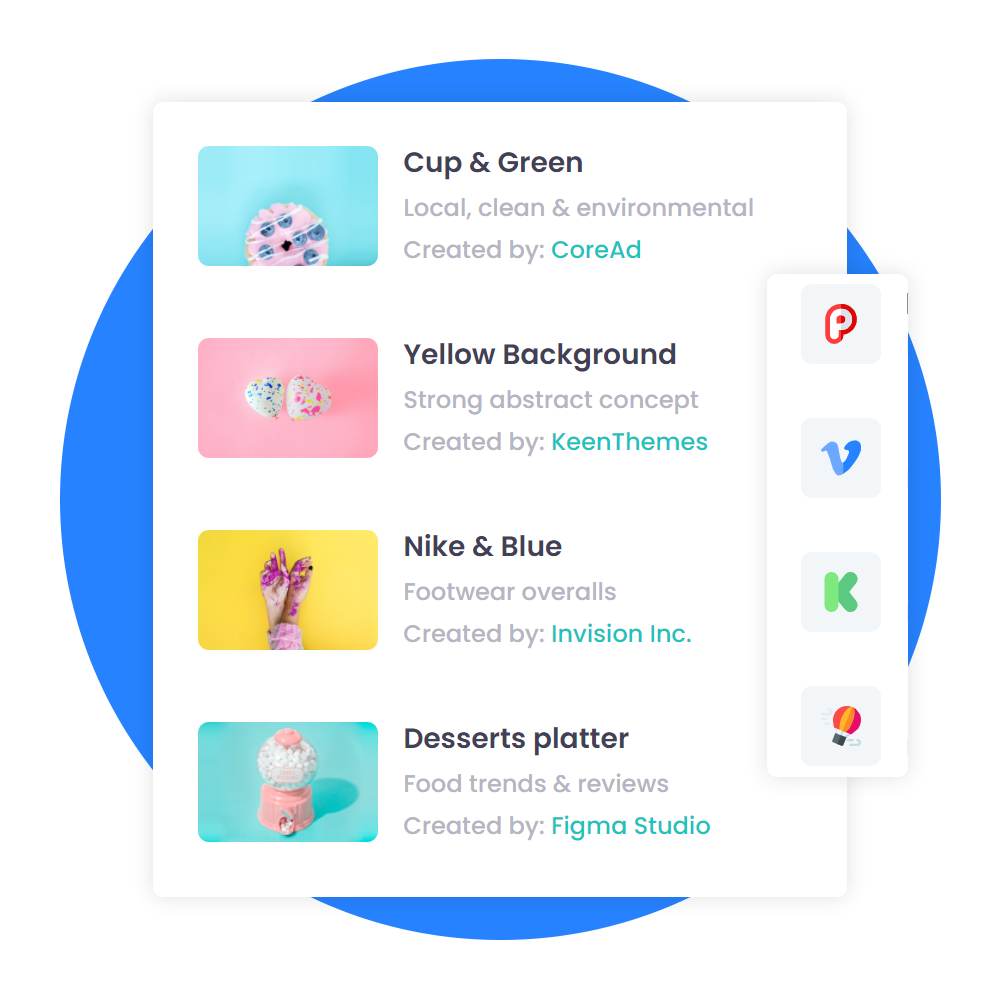 Cup & Green
Local, clean & environmental
Created by: CoreAd
Yellow Background
Strong abstract concept
Created by: KeenThemes
Nike & Blue
Footwear overalls
Created by: Invision Inc.
Desserts platter
Food trends & reviews
Created by: Figma Studio